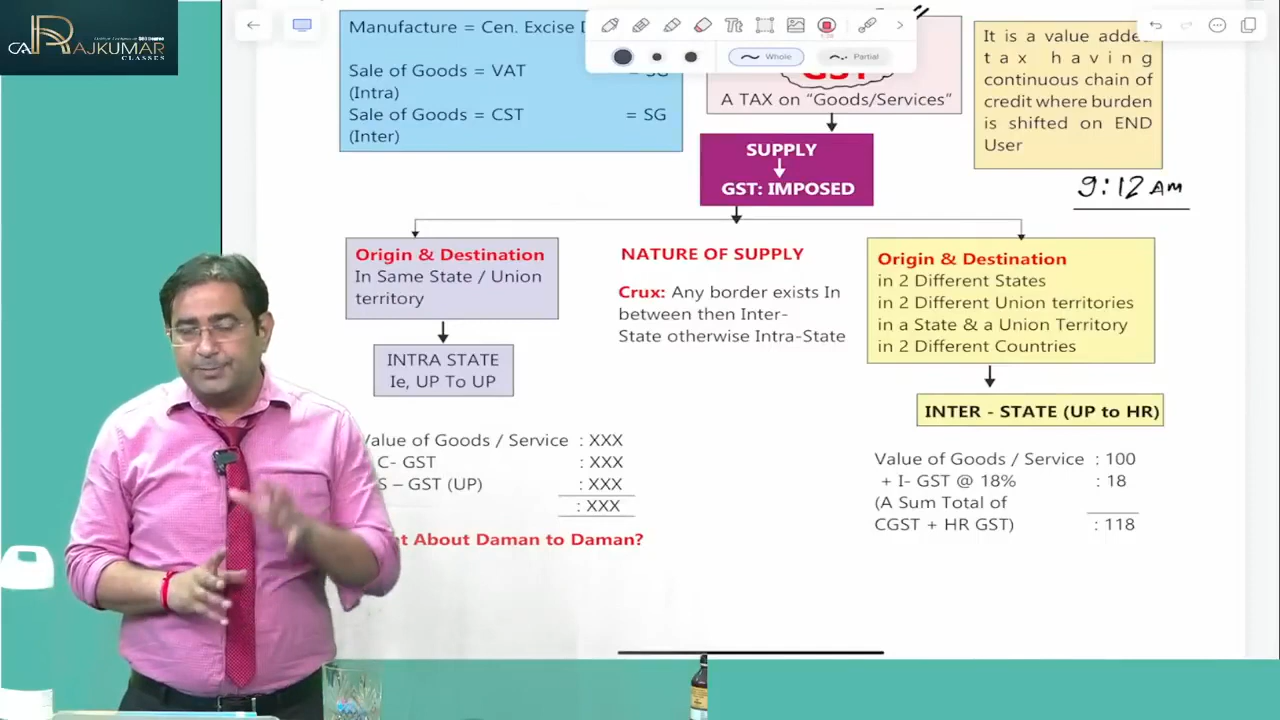 CA RAJKUMAR
CLASSES
Manufacture = Cen. Excise
Sale of Goods = VAT = SG
(Intra)
Sale of Goods = CST = SG
(Inter)
Tt
Whole
Partial
GST
A TAX on “Goods/Services”
It is a value added
tax having
continuous chain of
credit where burden
is shifted on END
User
9:12 AM
SUPPLY
GST: IMPOSED
Origin & Destination
In Same State / Union
territory
INTRA STATE
Ie, UP To UP
NATURE OF SUPPLY
Crux: Any border exists In
between then Inter-
State otherwise Intra-State
Origin & Destination
in 2 Different States
in 2 Different Union territories
in a State & a Union Territory
in 2 Different Countries
INTER - STATE (UP to HR)
Value of Goods / Service : XXX
C- GST : XXX
S – GST (UP) : XXX
: XXX
About Daman to Daman?
Value of Goods / Service : 100
+ I- GST @ 18% : 18
(A Sum Total of
CGST + HR GST) : 118